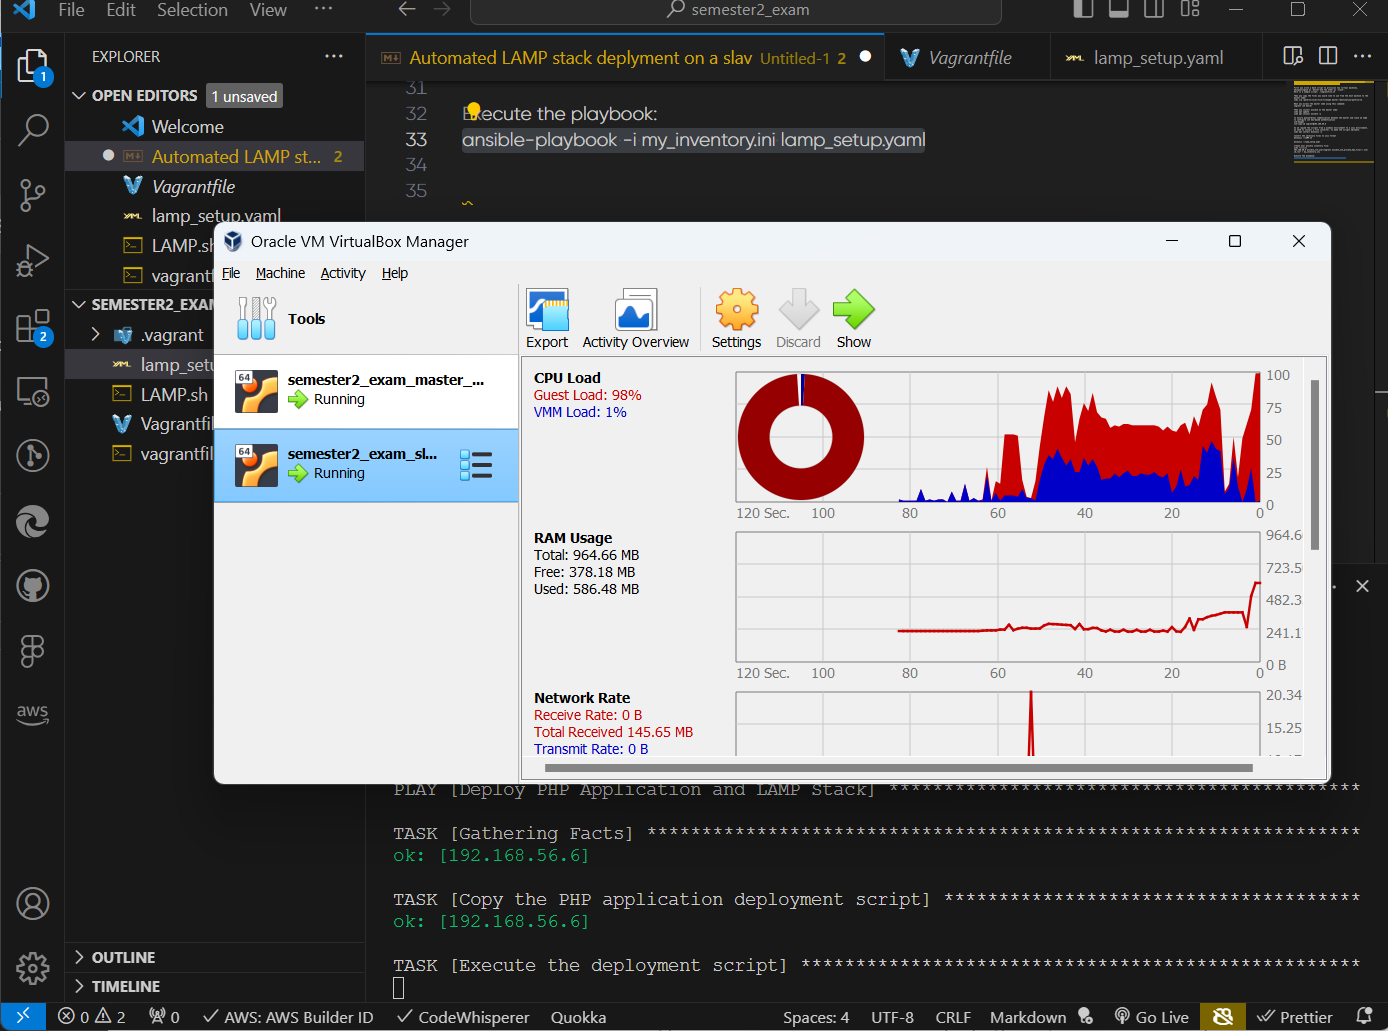 File Edit Selection View ...
semester2_exam
EXPLORER
Automated LAMP stack deplyment on a slav Untitled-1 2
Vagrantfile
lamp_setup.yaml
OPEN EDITORS 1 unsaved
Welcome
Automated LAMP st... 2
Vagrantfile
lamp_setup.yaml
LAMP.sh
vagrantf
SEMESTER2_EXAM
.vagrant
lamp_setu
LAMP.sh
Vagrantfil
vagrantfil
1
2
aws
31
32 Execute the playbook:
33 ansible-playbook -i my_inventory.ini lamp_setup.yaml
34
35
Oracle VM VirtualBox Manager
File Machine Activity Help
Tools
Export Activity Overview Settings Discard Show
64 semester2_exam_master_...
Running
64 semester2_exam_sl...
Running
CPU Load
Guest Load: 98%
VMM Load: 1%
100
75
50
25
0
120 Sec. 100 80 60 40 20 0
RAM Usage
Total: 964.66 MB
Free: 378.18 MB
Used: 586.48 MB
964.6
723.5
482.3
241.1
0 B
120 Sec. 100 80 60 40 20 0
Network Rate
Receive Rate: 0 B
Total Received 145.65 MB
Transmit Rate: 0 B
20.34
15.25
PLAY [Deploy PHP Application and LAMP Stack] *******************************************
TASK [Gathering Facts] *****************************************************************
ok: [192.168.56.6]
TASK [Copy the PHP application deployment script] **************************************
ok: [192.168.56.6]
TASK [Execute the deployment script] ***************************************************
OUTLINE
TIMELINE
0 2 0 AWS: AWS Builder ID CodeWhisperer Quokka Spaces: 4 UTF-8 CRLF Markdown Go Live Prettier